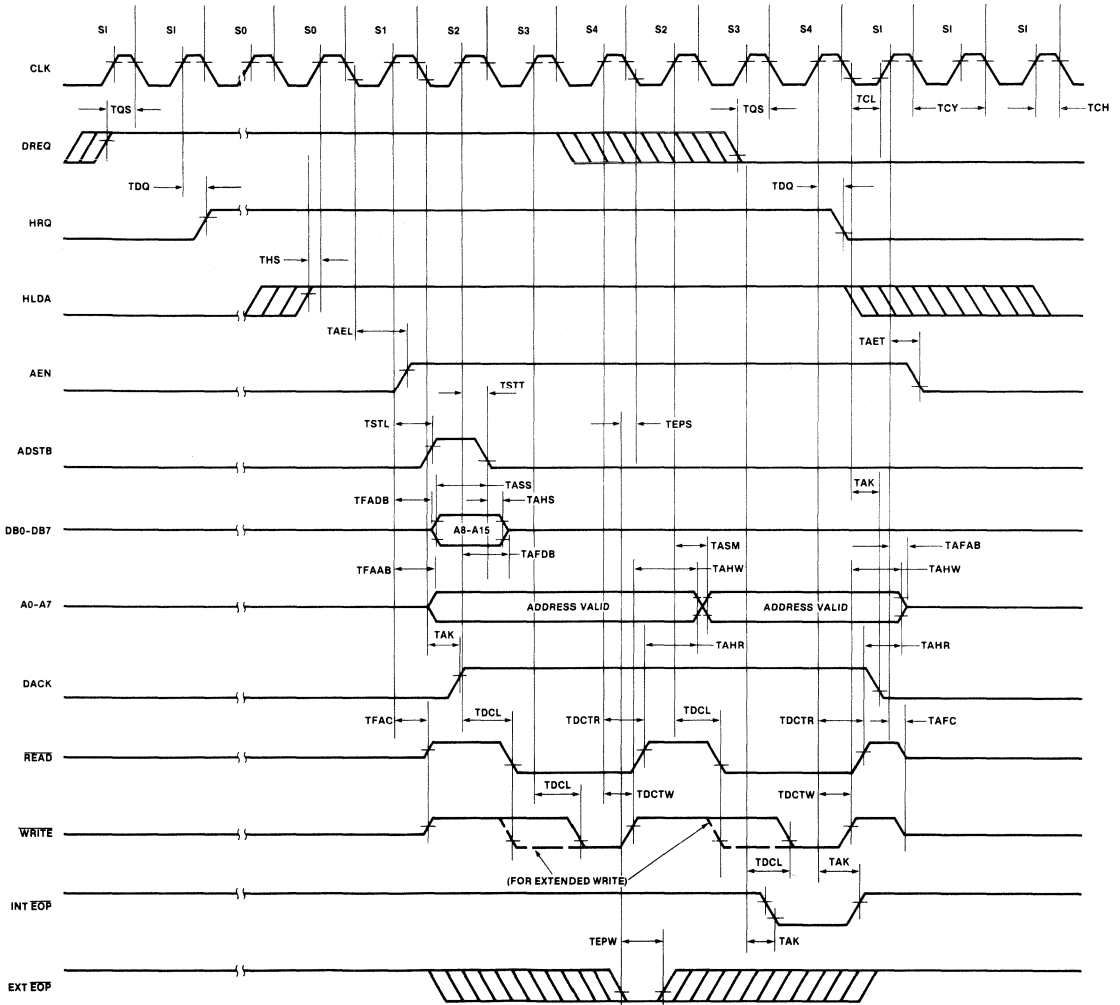 SI SI S0 S0 S1 S2 S3 S4 S2 S3 S4 S1 SI SI
CLK
TQS TQS TCL TCY TCH
DREQ
TDQ TDQ
HRQ
THS
HLDA
TAEL TAET
AEN
TSTT
TSTL TEPS
ADSTB
TASS TAK
TFADB TAHS
DB0-DB7 A8-A15
TAFDB TASM TAFAB
TFAAB TAHW TAHW
A0-A7 ADDRESS VALID ADDRESS VALID
TAK TAHR TAHR
DACK
TFAC TDCL TDCTR TDCL TDCTR TAFC
READ
TDCL TDCTW TDCTW
WRITE
(FOR EXTENDED WRITE) TDCL TAK
INT EOP
TEPW TAK
EXT EOP